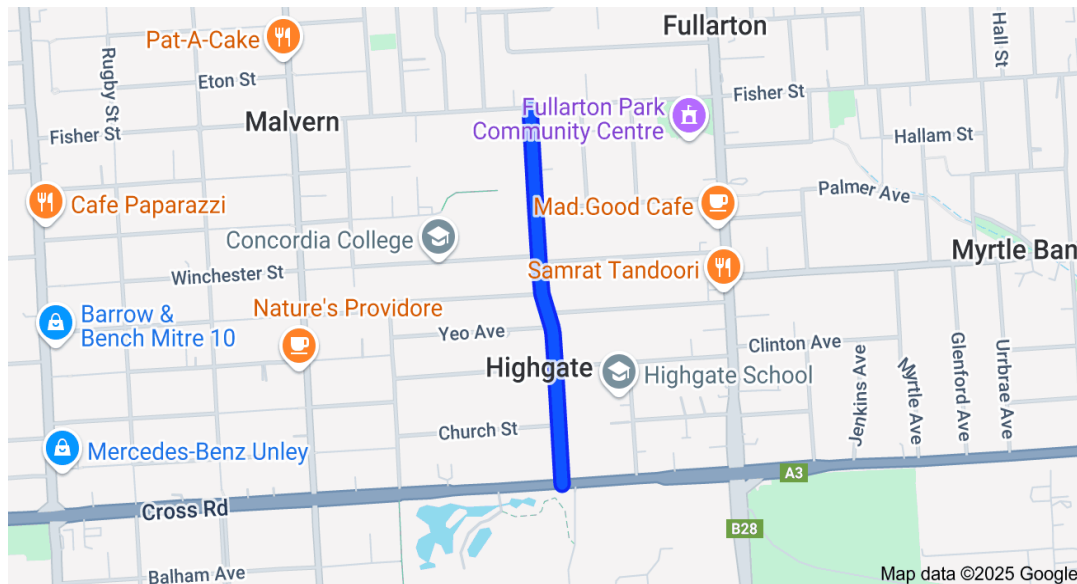 Fullarton
Hall St
Pat-A-Cake
Rugby St
Eton St
Fisher St
Fullarton Park
Community Centre
Malvern
Fisher St
Hallam St
Palmer Ave
Cafe Paparazzi
Mad.Good Cafe
Concordia College
Myrtle Ban
Winchester St
Samrat Tandoori
Nature's Providore
Barrow &
Bench Mitre 10
Yeo Ave
Clinton Ave
Jenkins Ave
Myrtle Ave
Glenford Ave
Urrbrae Ave
Highgate
Highgate School
Church St
Mercedes-Benz Unley
A3
Cross Rd
B28
Balham Ave
Map data ©2025 Google